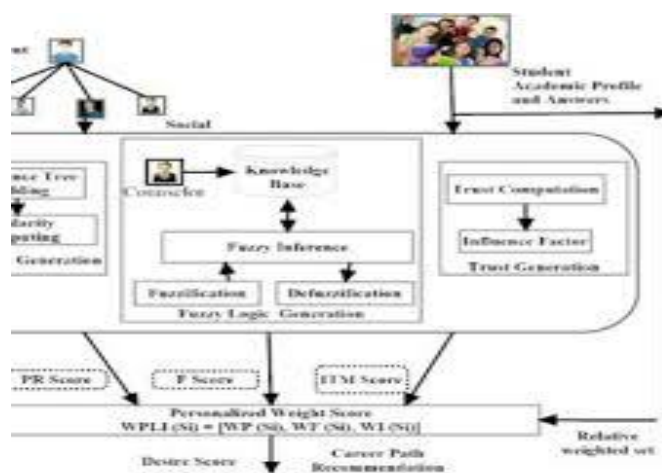 Student
Academic Profile
and Answers
Social
Knowledge
Base
Counselor
Fuzzy Inference
Fuzzification
Defuzzification
Fuzzy Logic Generation
Trust Computation
Influence Factor
Trust Generation
Tree
Generation
PR Score
F Score
ITM Score
Personalized Weight Score
WPLI (Si) = [WP (Si), WF (Si), WI (Si)]
Relative
weighted set
Desire Score
Career Path
Recommendation